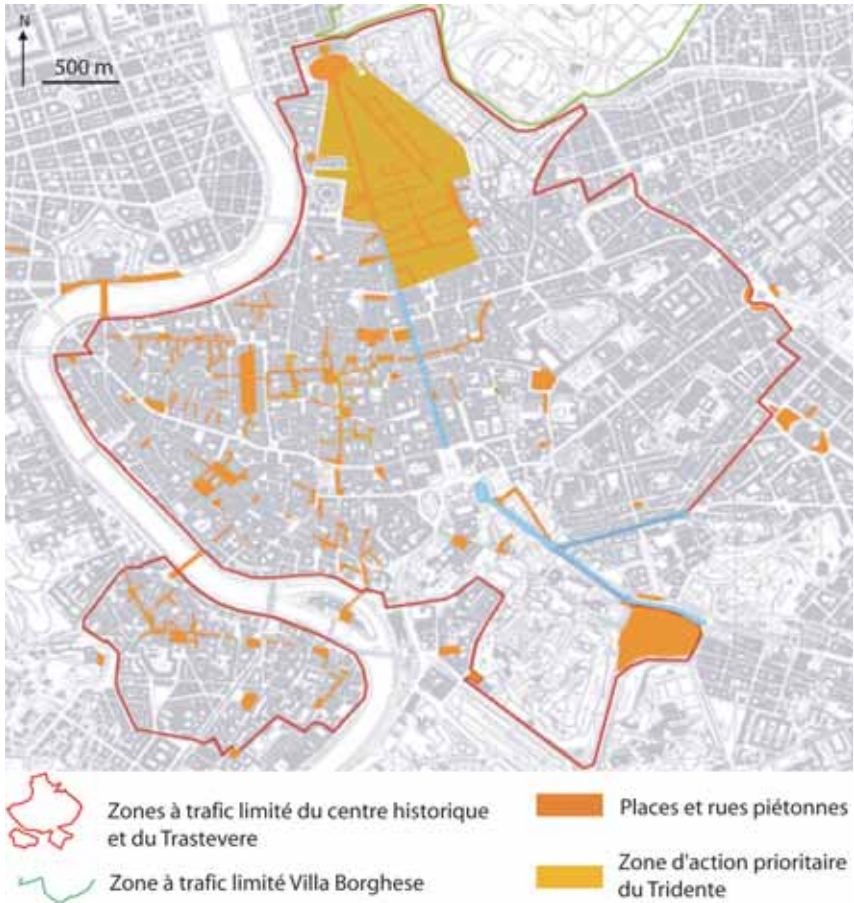 N
500 m
Zones à trafic limité du centre historique
et du Trastevere
Zone à trafic limité Villa Borghese
Places et rues piétonnes
Zone d'action prioritaire
du Tridente